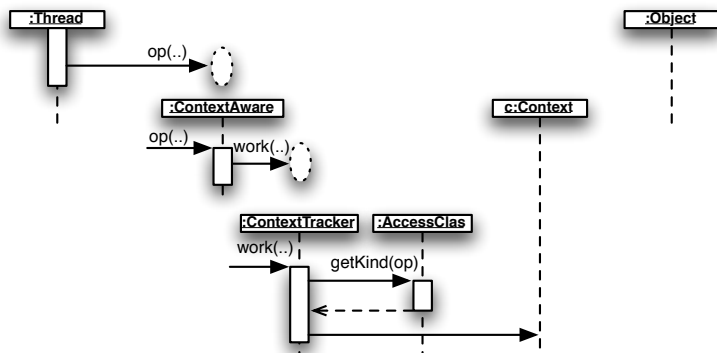 :Thread
:Object
op(..)
:ContextAware
c:Context
op(..)
work(..)
:ContextTracker
:AccessClas
work(..)
getKind(op)